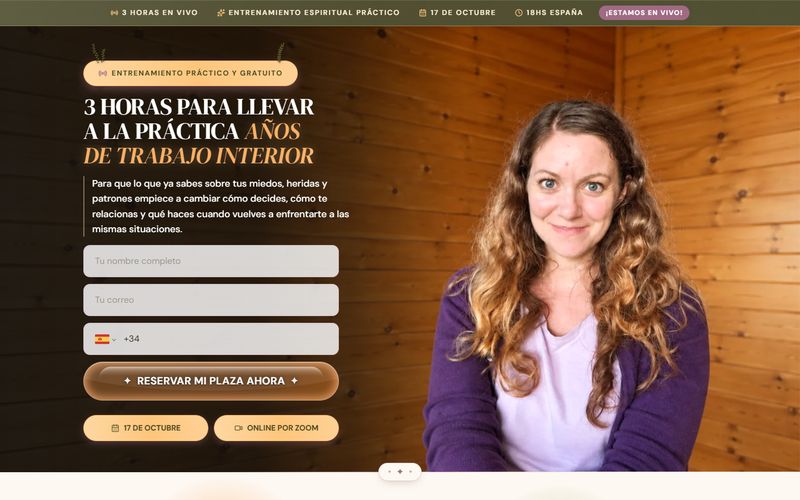 3 HORAS EN VIVO
ENTRENAMIENTO ESPIRITUAL PRÁCTICO
17 DE OCTUBRE
18HS ESPAÑA
¡ESTAMOS EN VIVO!
ENTRENAMIENTO PRÁCTICO Y GRATUITO
3 HORAS PARA LLEVAR
A LA PRÁCTICA AÑOS
DE TRABAJO INTERIOR
Para que lo que ya sabes sobre tus miedos, heridas y
patrones empiece a cambiar cómo decides, cómo te
relacionas y qué haces cuando vuelves a enfrentarte a las
mismas situaciones.
Tu nombre completo
Tu correo
+34
RESERVAR MI PLAZA AHORA
17 DE OCTUBRE
ONLINE POR ZOOM